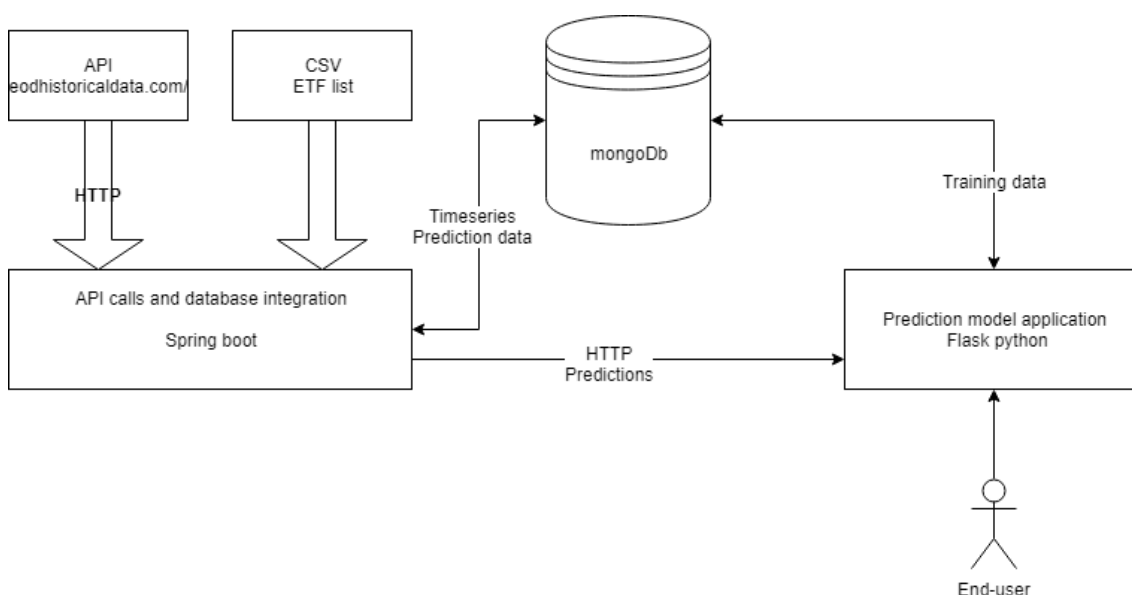 API
eodhistoricaldata.com/
CSV
ETF list
mongoDb
HTTP
Timeseries
Prediction data
Training data
API calls and database integration
Spring boot
HTTP
Predictions
Prediction model application
Flask python
End-user